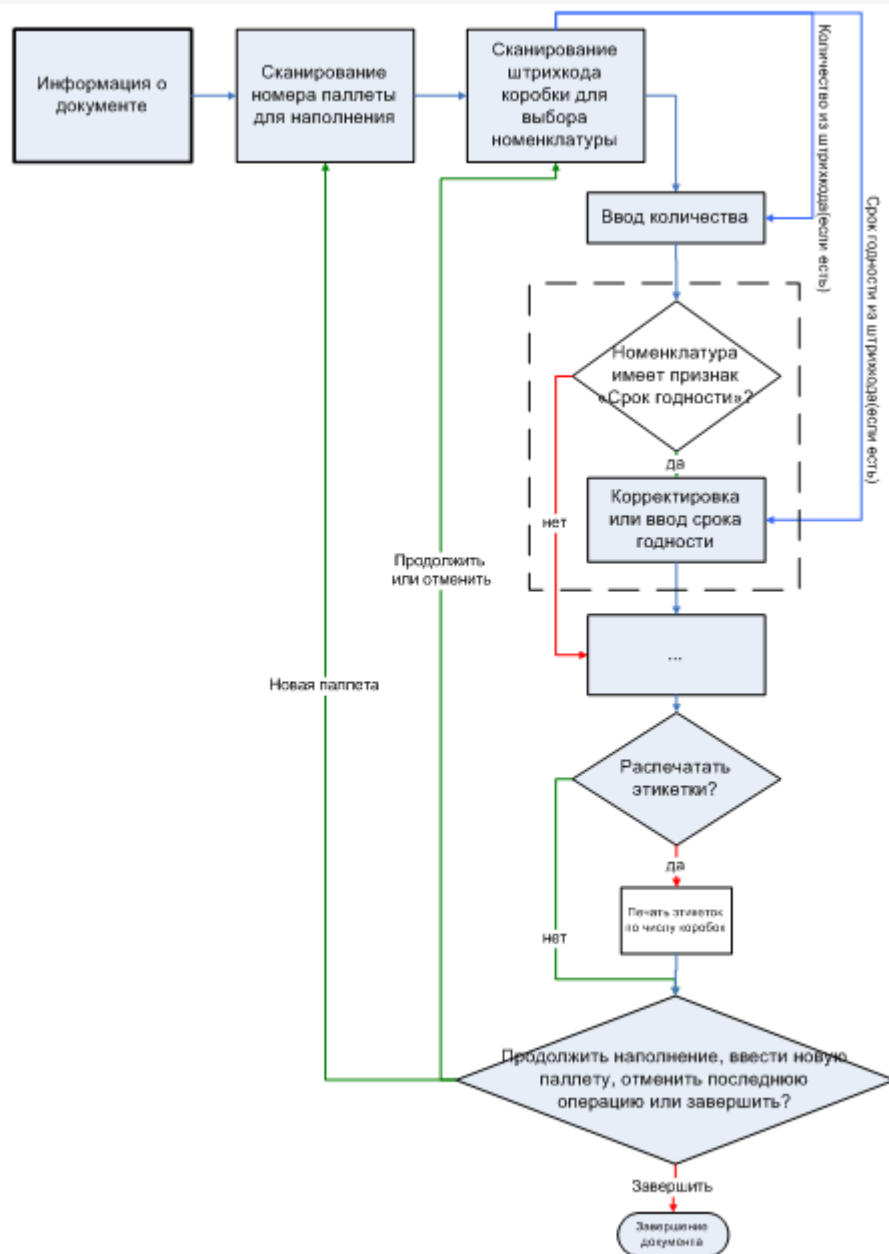 Информация о
документе
Сканирование
номера паллеты
для наполнения
Сканирование
штрихкода
коробки для
выбора
номенклатуры
Количество из штрихкода(если есть)
Срок годности из штрихкода(если есть)
Ввод количества
Номенклатура
имеет признак
«Срок годности»?
да
нет
Корректировка
или ввод срока
годности
Продолжить
или отменить
...
Новая паллета
Распечатать
этикетки?
да
нет
Печать этикеток
по числу коробок
Продолжить наполнение, ввести новую
паллету, отменить последнюю
операцию или завершить?
Завершить
Завершение
документа